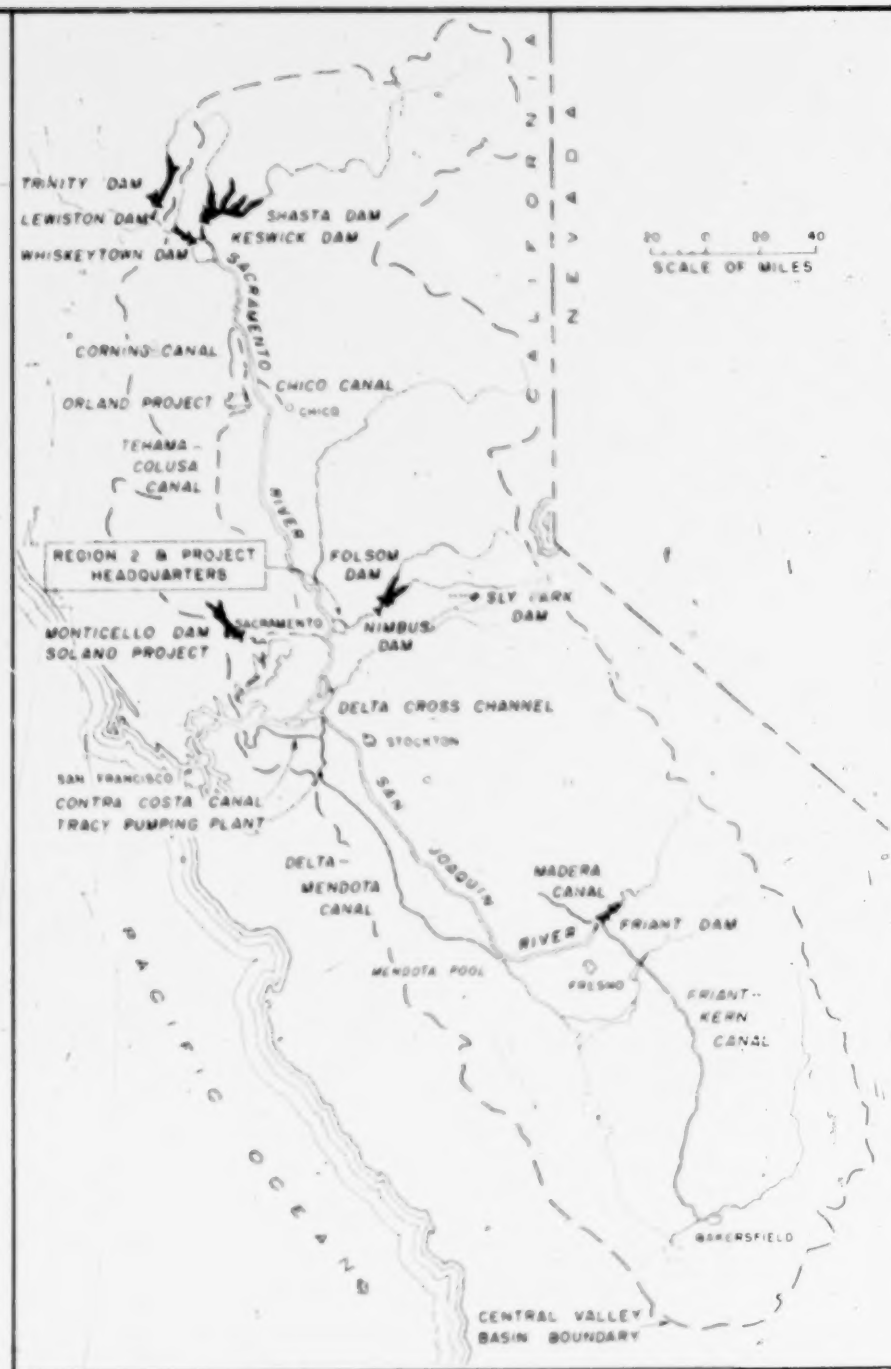 TRINITY DAM
LEWISTON DAM
WHISKEYTOWN DAM
SHASTA DAM
KESWICK DAM
CALIFORNIA
NEVADA
20 0 20 40
SCALE OF MILES
SACRAMENTO
RIVER
CORNING CANAL
CHICO CANAL
CHICO
ORLAND PROJECT
TEHAMA-
COLUSA
CANAL
REGION 2 & PROJECT
HEADQUARTERS
FOLSOM
DAM
SLY PARK
DAM
SACRAMENTO
NIMBUS
DAM
MONTICELLO DAM
SOLANO PROJECT
DELTA CROSS CHANNEL
STOCKTON
SAN FRANCISCO
CONTRA COSTA CANAL
TRACY PUMPING PLANT
SAN
JOAQUIN
RIVER
DELTA-
MENDOTA
CANAL
MADERA
CANAL
FRIANT DAM
MENDOTA POOL
FRESNO
FRIANT-
KERN
CANAL
PACIFIC OCEAN
BAKERSFIELD
CENTRAL VALLEY
BASIN BOUNDARY